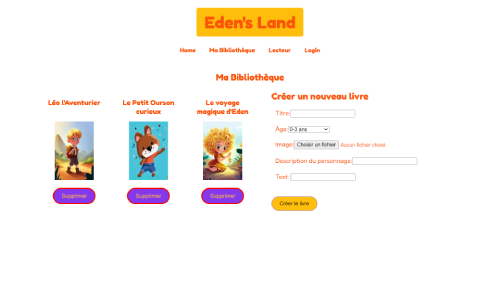 Eden's Land
Home Ma Bibliothèque Lecteur Login
Ma Bibliothèque
Léo l'Aventurier
Supprimer
Le Petit Ourson
curieux
Supprimer
Le voyage
magique d'Eden
Supprimer
Créer un nouveau livre
Titre:
Âge: 0-3 ans
Image: Choisir un fichier Aucun fichier choisi
Description du personnage:
Text:
Créer le livre